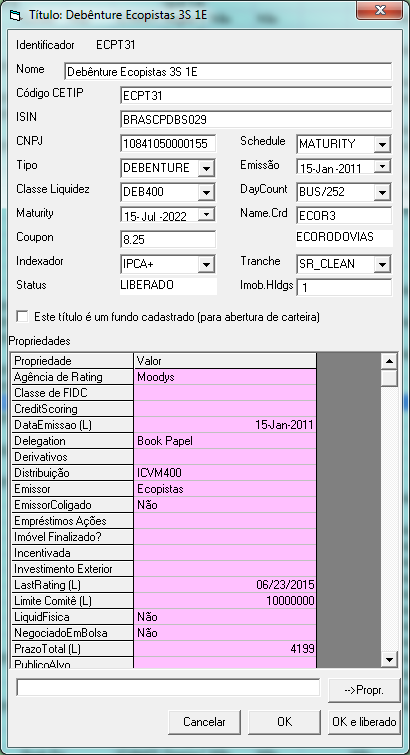 Título: Debênture Ecopistas 3S 1E
Identificador ECPT31
Nome Debênture Ecopistas 3S 1E
Código CETIP ECPT31
ISIN BRASCPDBS029
CNPJ 10841050000155 Schedule MATURITY
Tipo DEBENTURE Emissão 15-Jan-2011
Classe Liquidez DEB400 DayCount BUS/252
Maturity 15-Jul-2022 Name.Crd ECOR3
Coupon 8.25 ECORODOVIAS
Indexador IPCA+ Tranche SR_CLEAN
Status LIBERADO Imob.Hldgs 1
Este título é um fundo cadastrado (para abertura de carteira)
Propriedades
Propriedade Valor
Agência de Rating Moodys
Classe de FIDC
CreditScoring
DataEmissao (L) 15-Jan-2011
Delegation Book Papel
Derivativos
Distribuição ICVM400
Emissor Ecopistas
EmissorColigado Não
Empréstimos Ações
Imóvel Finalizado?
Incentivada
Investimento Exterior
LastRating (L) 06/23/2015
Limite Comitê (L) 10000000
LiquidFisica Não
NegociadoEmBolsa Não
PrazoTotal (L) 4199
PublicoAlvo
-->Propr.
Cancelar OK OK e liberado